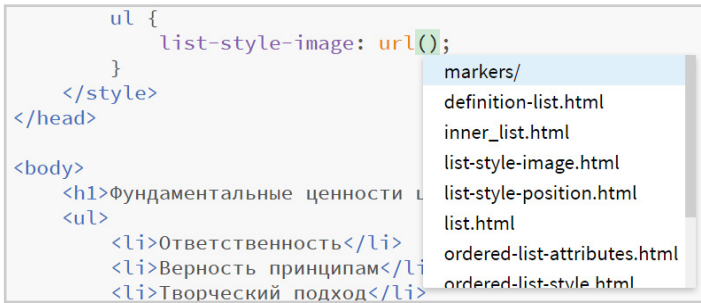 ul {
list-style-image: url();
}
</style>
</head>
<body>
<h1>Фундаментальные ценности
<ul>
<li>Ответственность</li>
<li>Верность принципам</li
<li>Творческий подход</li>
markers/
definition-list.html
inner_list.html
list-style-image.html
list-style-position.html
list.html
ordered-list-attributes.html
ordered-list-style.html